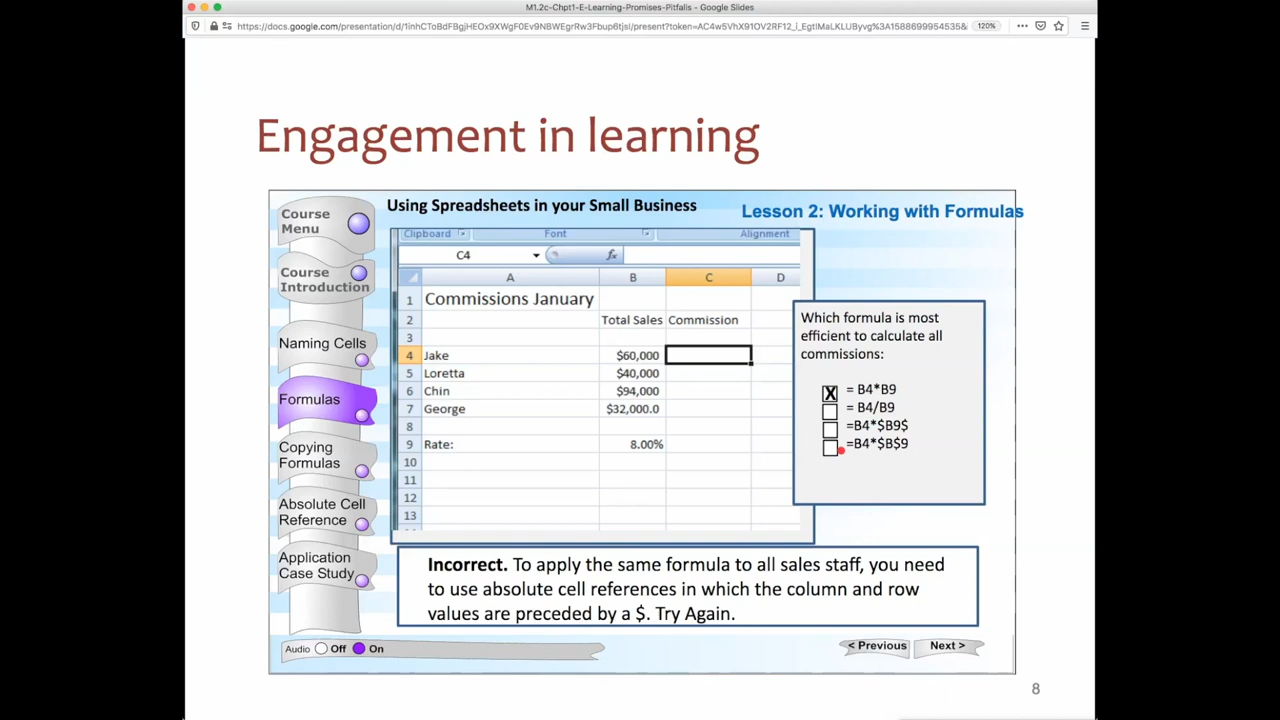 M1.2c-Chpt1-E-Learning-Promises-Pitfalls - Google Slides
120%
Engagement in learning
Using Spreadsheets in your Small Business
Lesson 2: Working with Formulas
Course
Menu
Course
Introduction
Naming Cells
Formulas
Copying
Formulas
Absolute Cell
Reference
Application
Case Study
Clipboard Font Alignment
C4 fx
A B C D
1 Commissions January
2 Total Sales Commission
3
4 Jake $60,000
5 Loretta $40,000
6 Chin $94,000
7 George $32,000.0
8
9 Rate: 8.00%
10
11
12
13
Which formula is most
efficient to calculate all
commissions:
X = B4*B9
= B4/B9
=B4*$B9$
=B4*$B$9
Incorrect. To apply the same formula to all sales staff, you need
to use absolute cell references in which the column and row
values are preceded by a $. Try Again.
Audio Off On
< Previous Next >
8